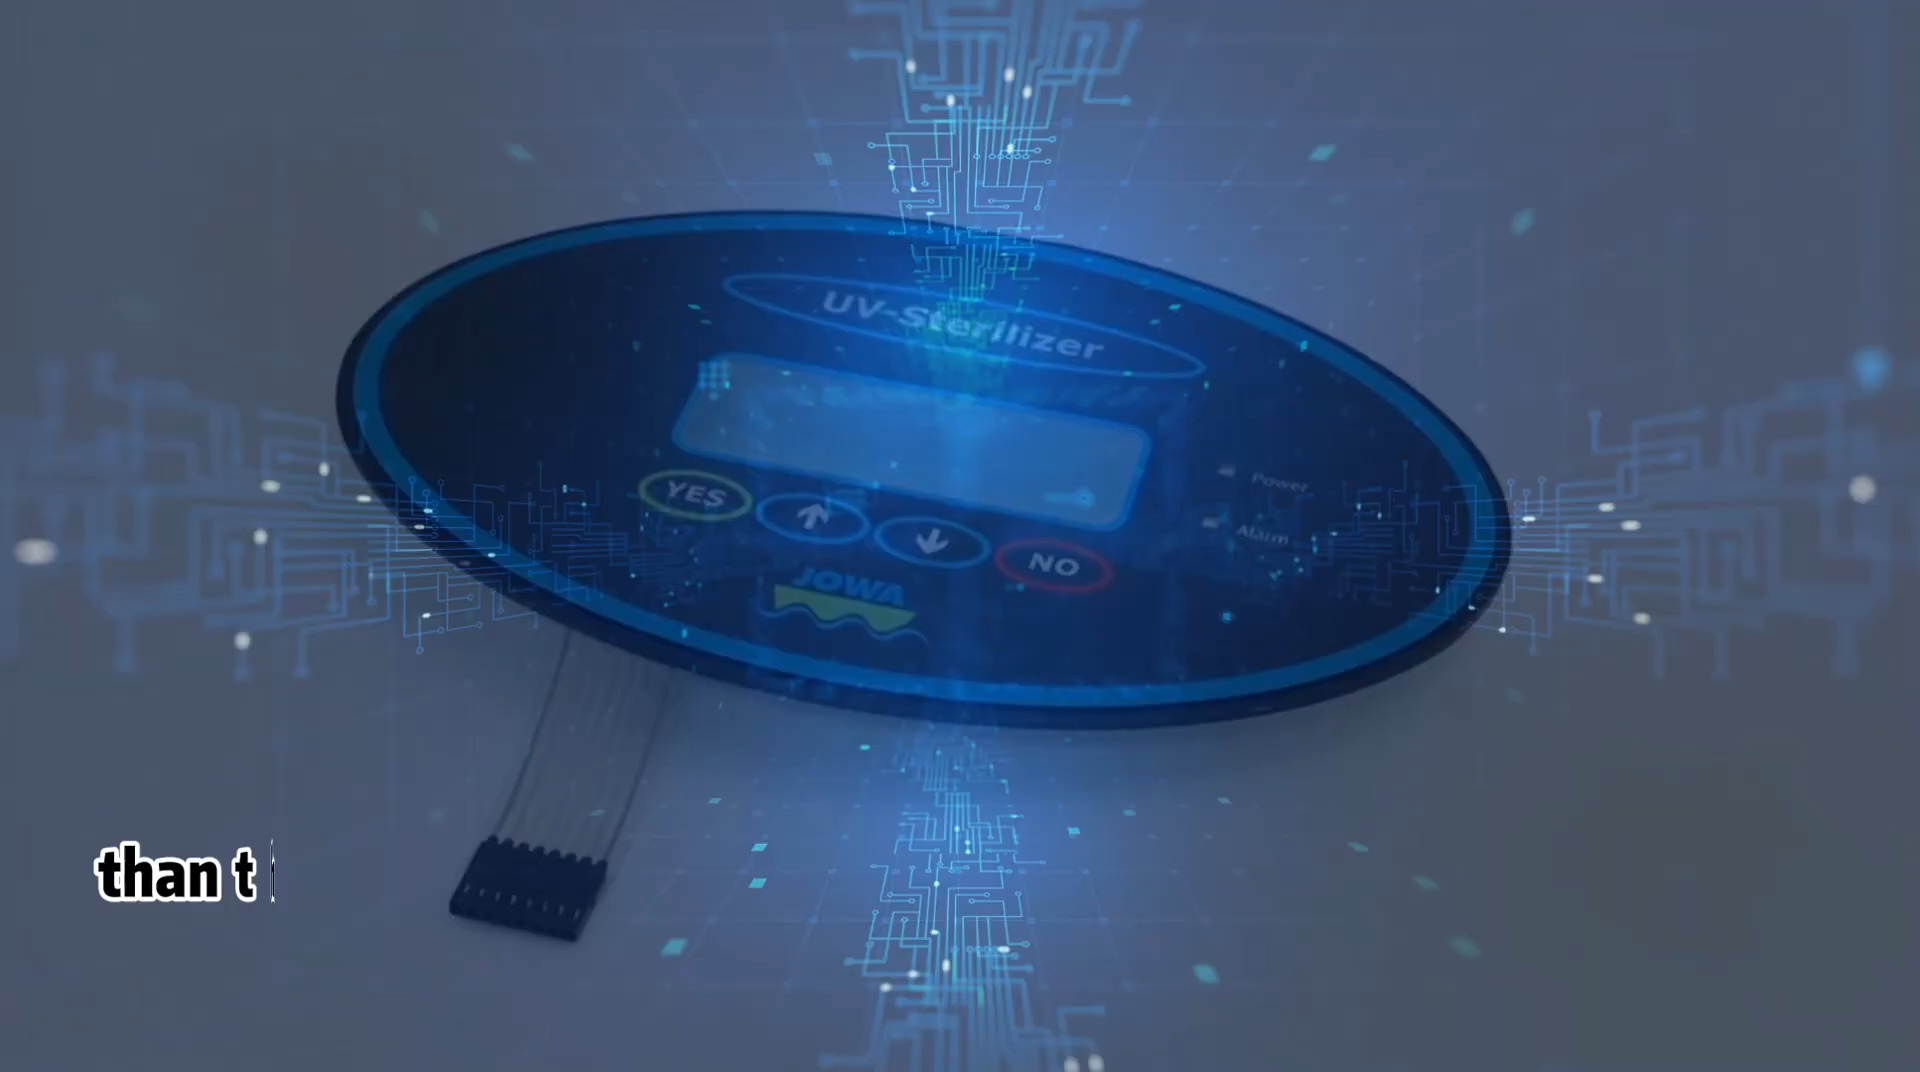 UV-Sterilizer
Power
YES
NO
Alarm
JOWA
than t